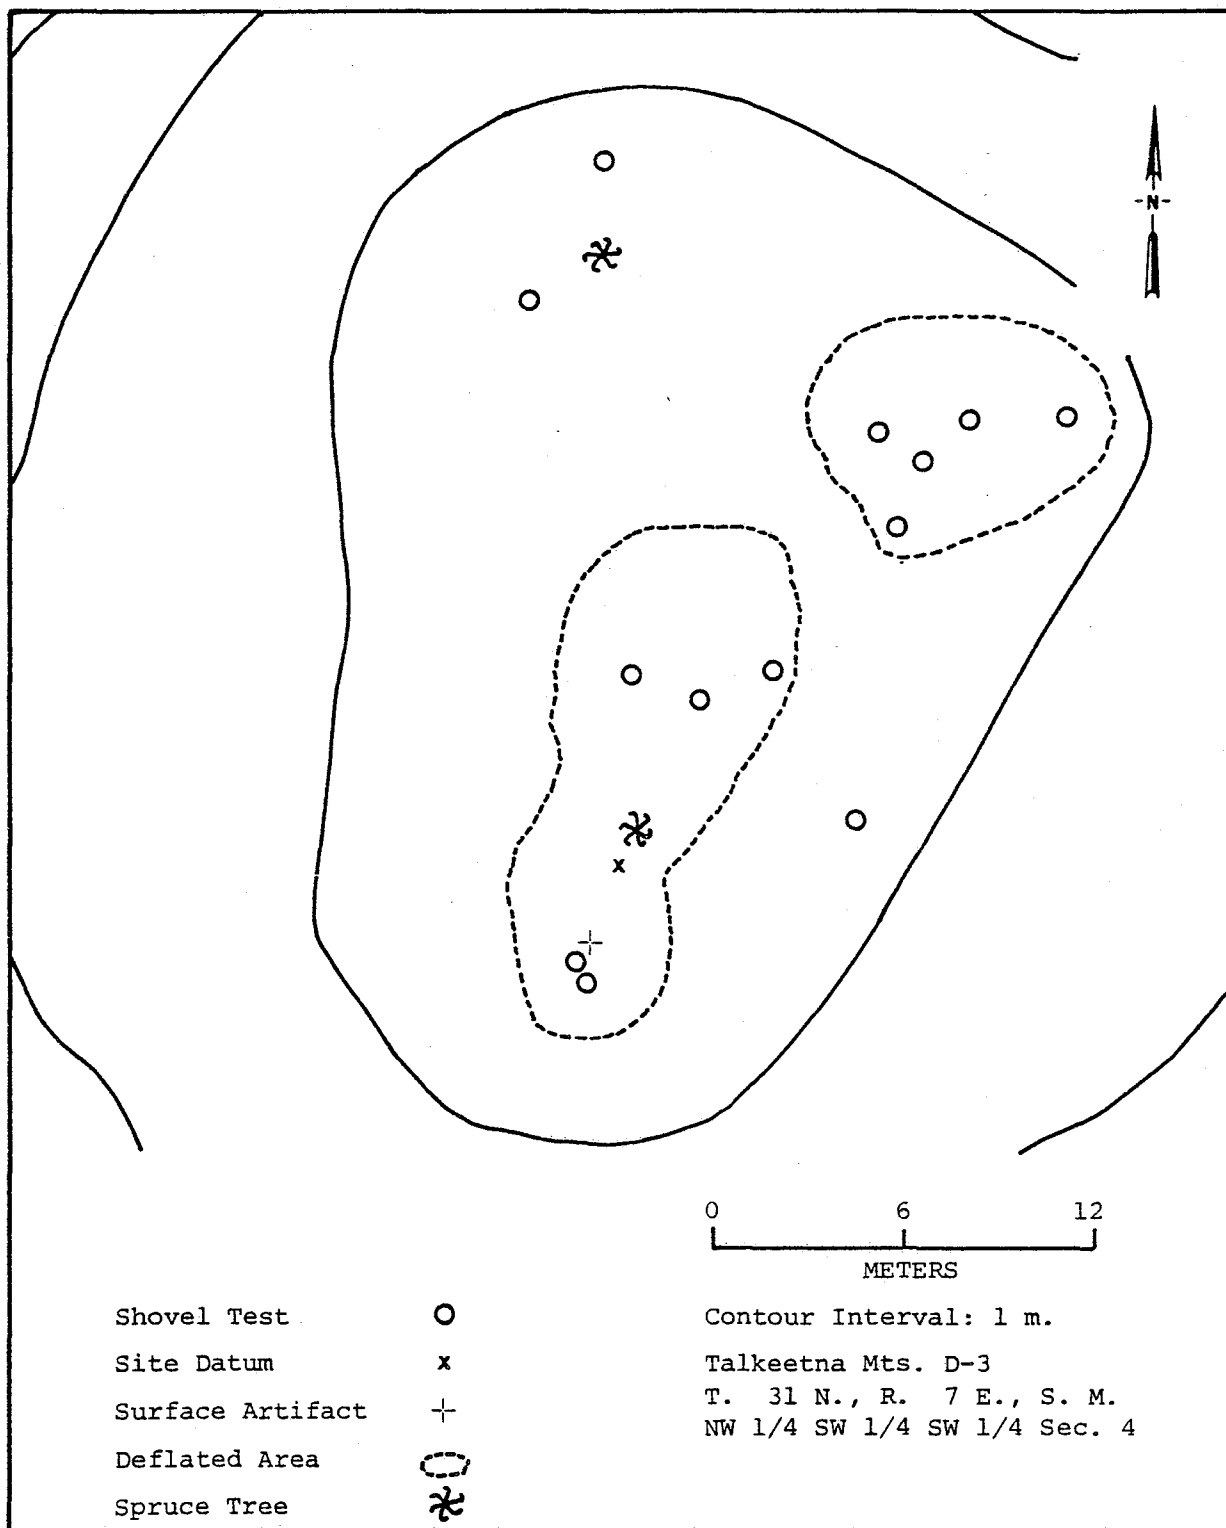 -N-
x
0 6 12
METERS
Shovel Test
Site Datum x
Surface Artifact
Deflated Area
Spruce Tree
Contour Interval: 1 m.
Talkeetna Mts. D-3
T. 31 N., R. 7 E., S. M.
NW 1/4 SW 1/4 SW 1/4 Sec. 4